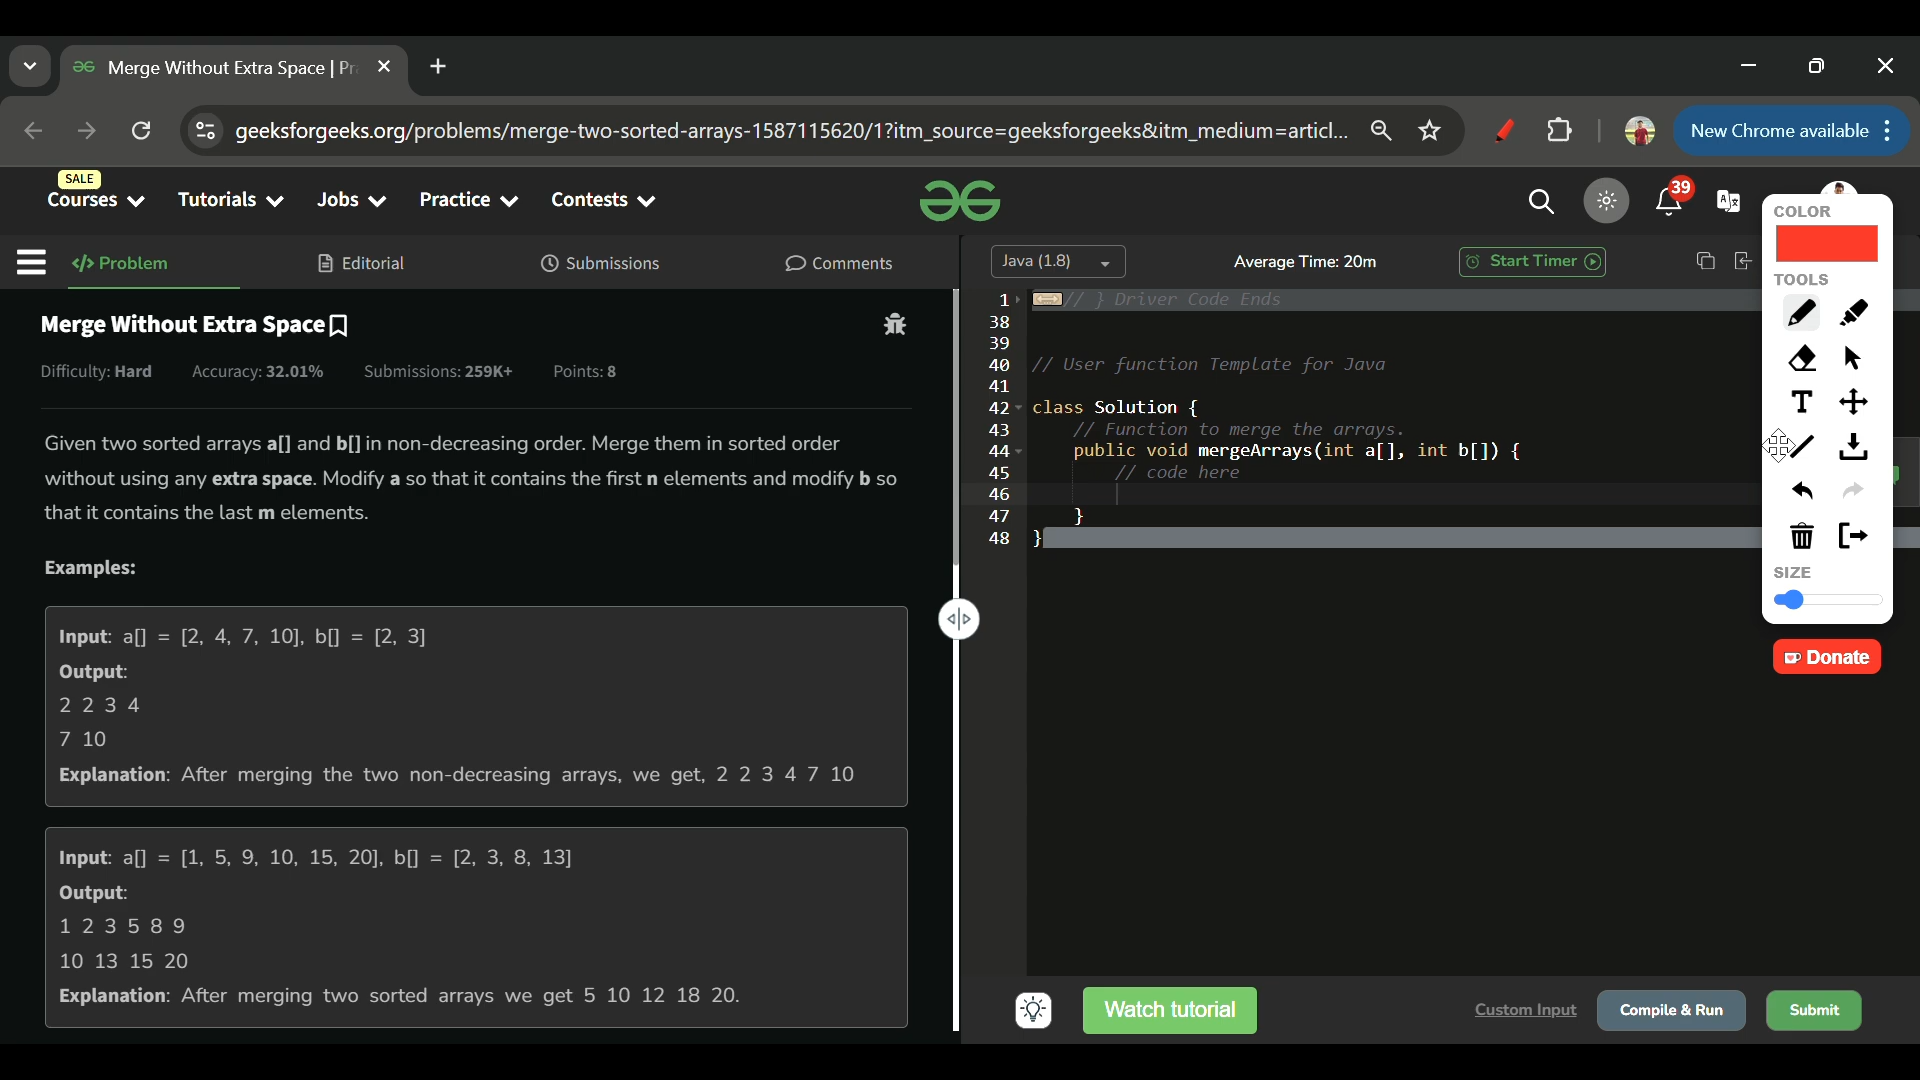 Merge Without Extra Space | Pr
geeksforgeeks.org/problems/merge-two-sorted-arrays-1587115620/1?itm_source=geeksforgeeks&itm_medium=articl...
New Chrome available
SALE
Courses
Tutorials
Jobs
Practice
Contests
39
</> Problem
Editorial
Submissions
Comments
Merge Without Extra Space
Difficulty: Hard Accuracy: 32.01% Submissions: 259K+ Points: 8
Given two sorted arrays a[] and b[] in non-decreasing order. Merge them in sorted order
without using any extra space. Modify a so that it contains the first n elements and modify b so
that it contains the last m elements.
Examples:
Input: a[] = [2, 4, 7, 10], b[] = [2, 3]
Output:
2 2 3 4
7 10
Explanation: After merging the two non-decreasing arrays, we get, 2 2 3 4 7 10
Input: a[] = [1, 5, 9, 10, 15, 20], b[] = [2, 3, 8, 13]
Output:
1 2 3 5 8 9
10 13 15 20
Explanation: After merging two sorted arrays we get 5 10 12 18 20.
Java (1.8)
Average Time: 20m
Start Timer
1 // } Driver Code Ends
38
39
40 // User function Template for Java
41
42 class Solution {
43 // Function to merge the arrays.
44 public void mergeArrays(int a[], int b[]) {
45 // code here
46
47 }
48 }
Watch tutorial
Custom Input
Compile & Run
Submit
COLOR
TOOLS
T
SIZE
Donate